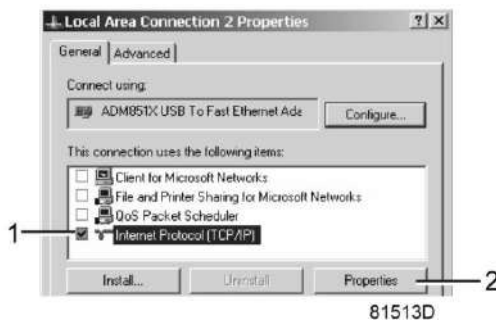 Local Area Connection 2 Properties
General Advanced
Connect using:
ADM851X USB To Fast Ethernet Ada
Configure...
This connection uses the following items:
Client for Microsoft Networks
File and Printer Sharing for Microsoft Networks
QoS Packet Scheduler
1 Internet Protocol (TCP/IP)
Install... Uninstall Properties 2
81513D